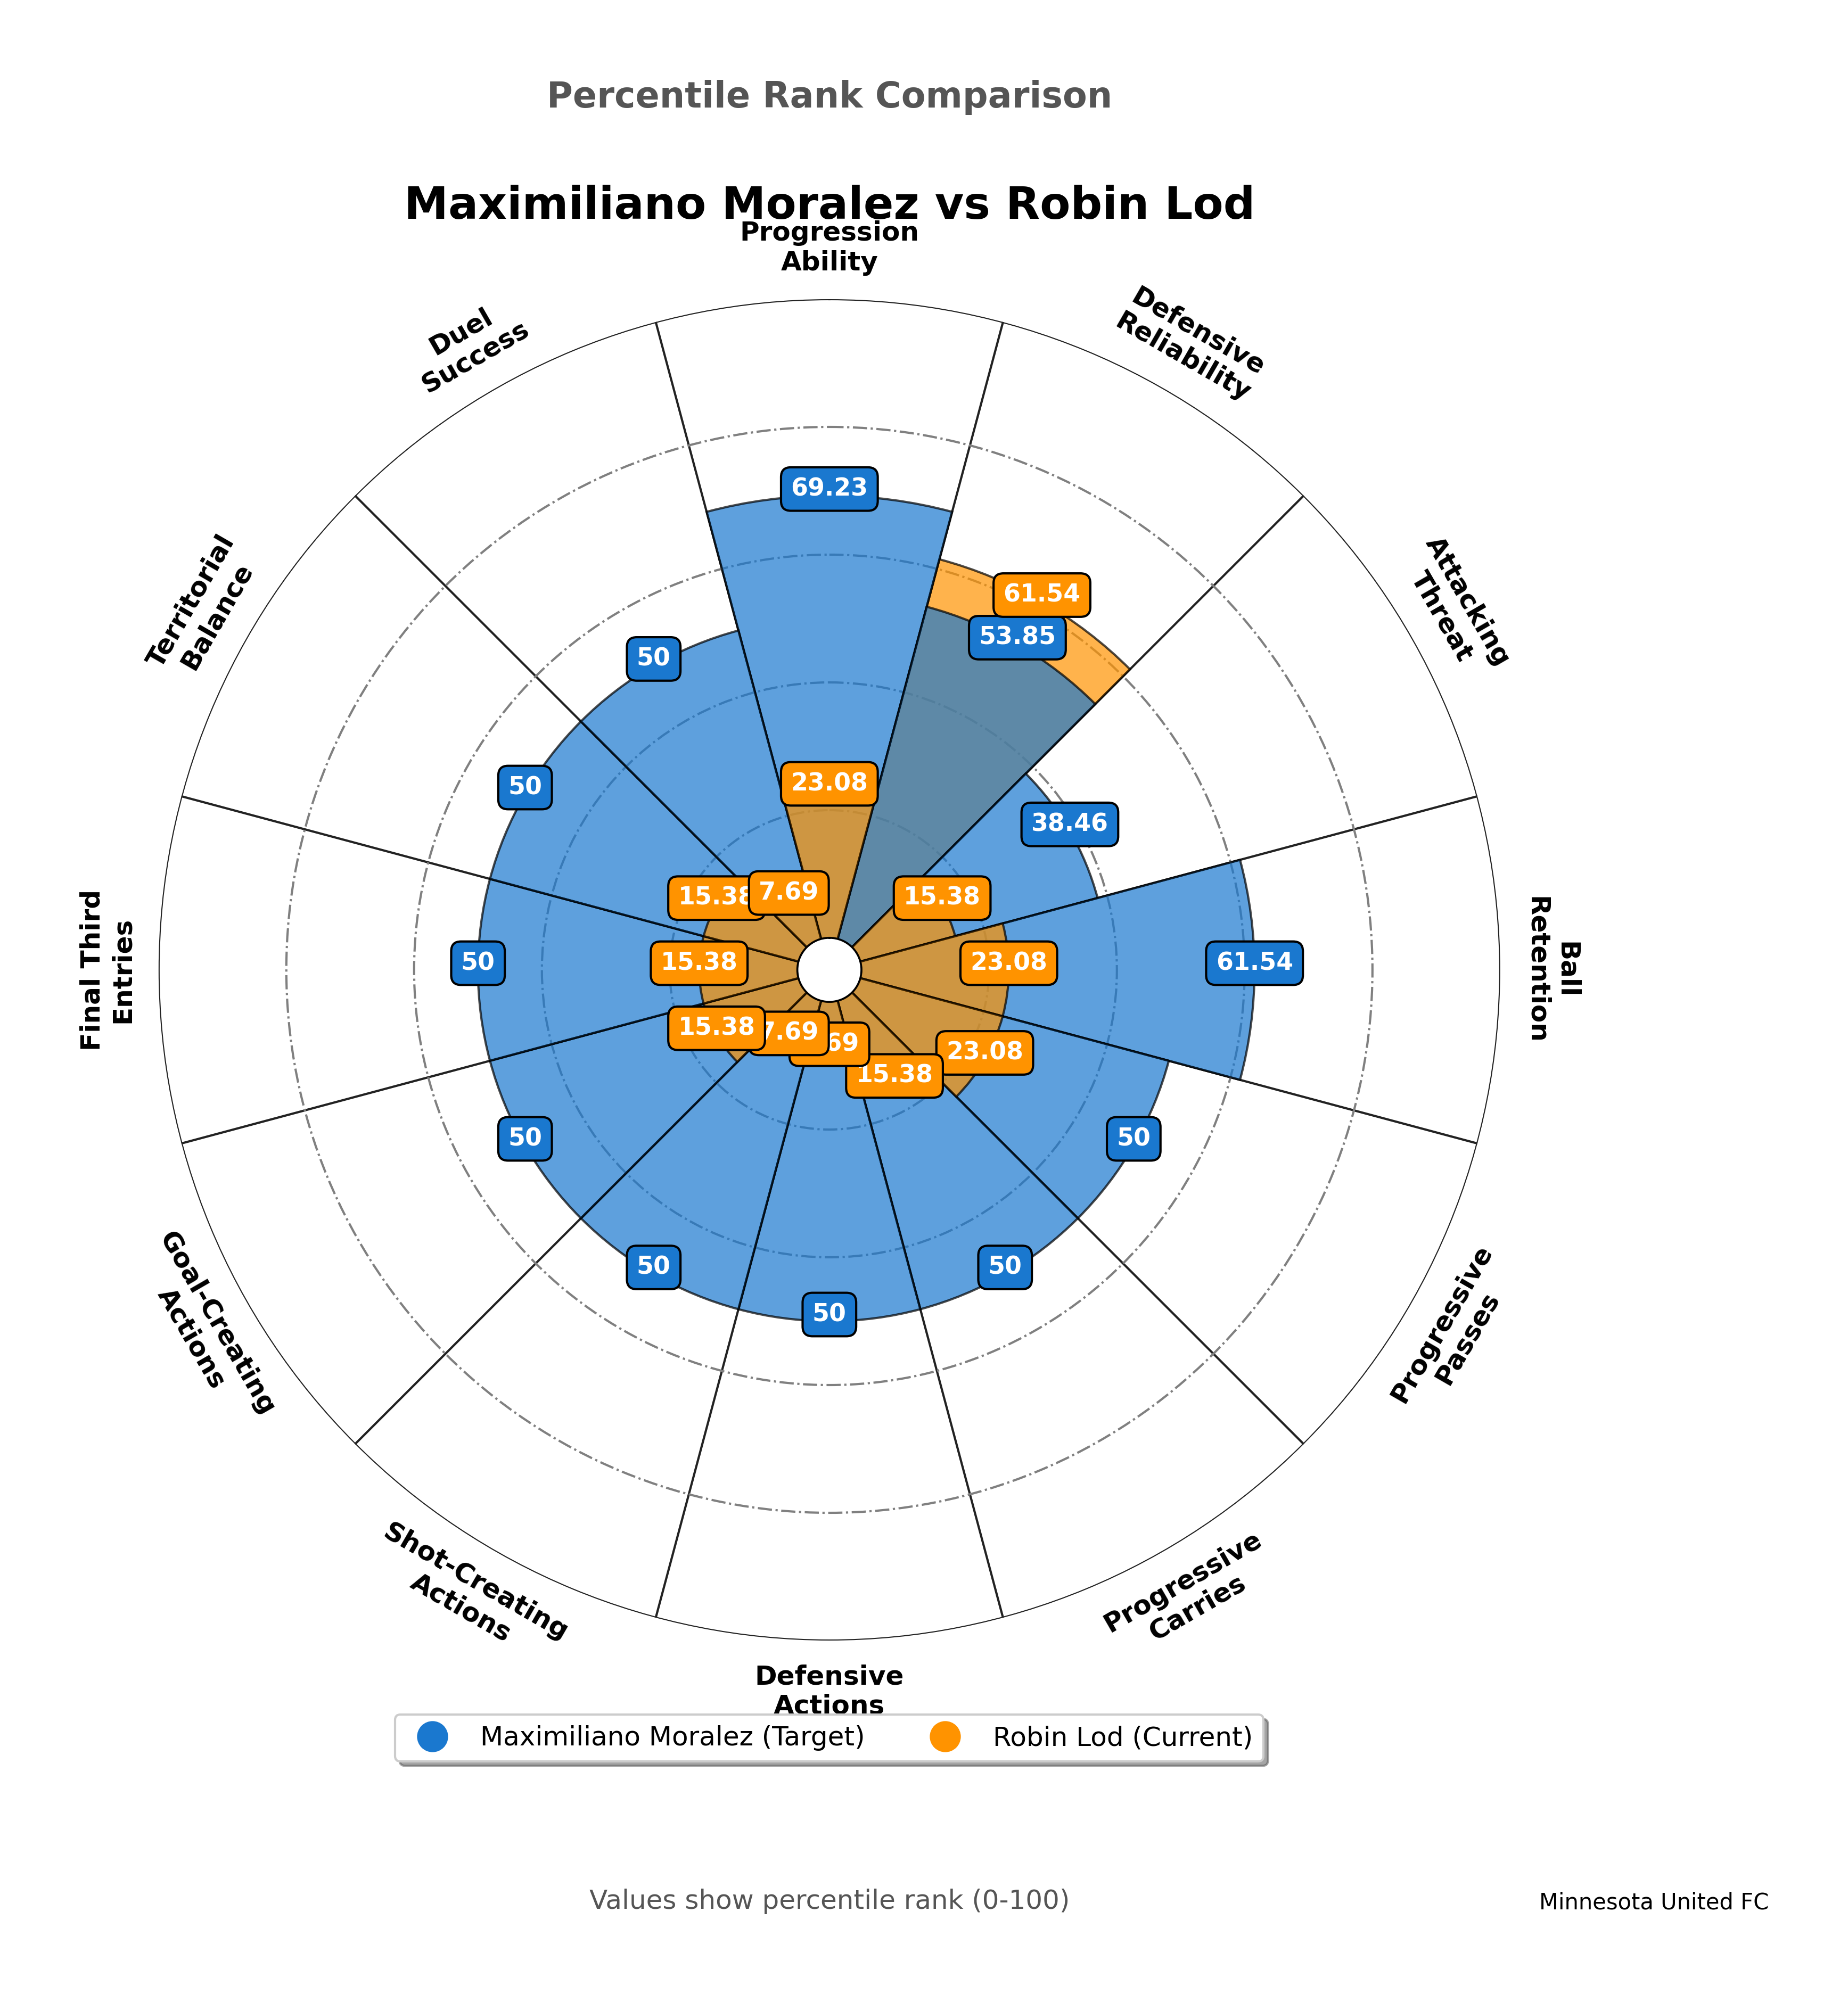 Percentile Rank Comparison
Maximiliano Moralez vs Robin Lod
Progression
Ability
Defensive
Reliability
Duel
Success
Attacking
Threat
Territorial
Balance
Ball
Retention
Final Third
Entries
Progressive
Passes
Goal-Creating
Actions
Progressive
Carries
Shot-Creating
Actions
Defensive
Actions
69.23
61.54
53.85
50
50
23.08
38.46
15.38
7.69
15.38
50
15.38
23.08
61.54
15.38
7.69
69
15.38
23.08
50
50
50
50
50
Maximiliano Moralez (Target)
Robin Lod (Current)
Values show percentile rank (0-100)
Minnesota United FC